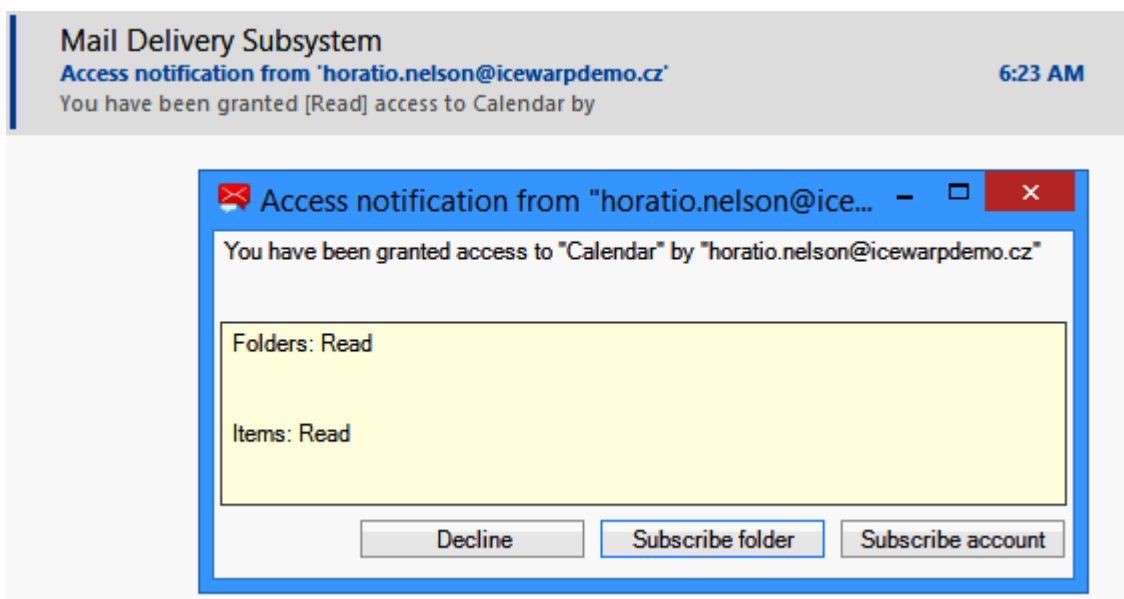 Mail Delivery Subsystem
Access notification from 'horatio.nelson@icewarpdemo.cz' 6:23 AM
You have been granted [Read] access to Calendar by
Access notification from "horatio.nelson@ice...
You have been granted access to "Calendar" by "horatio.nelson@icewarpdemo.cz"
Folders: Read
Items: Read
Decline Subscribe folder Subscribe account